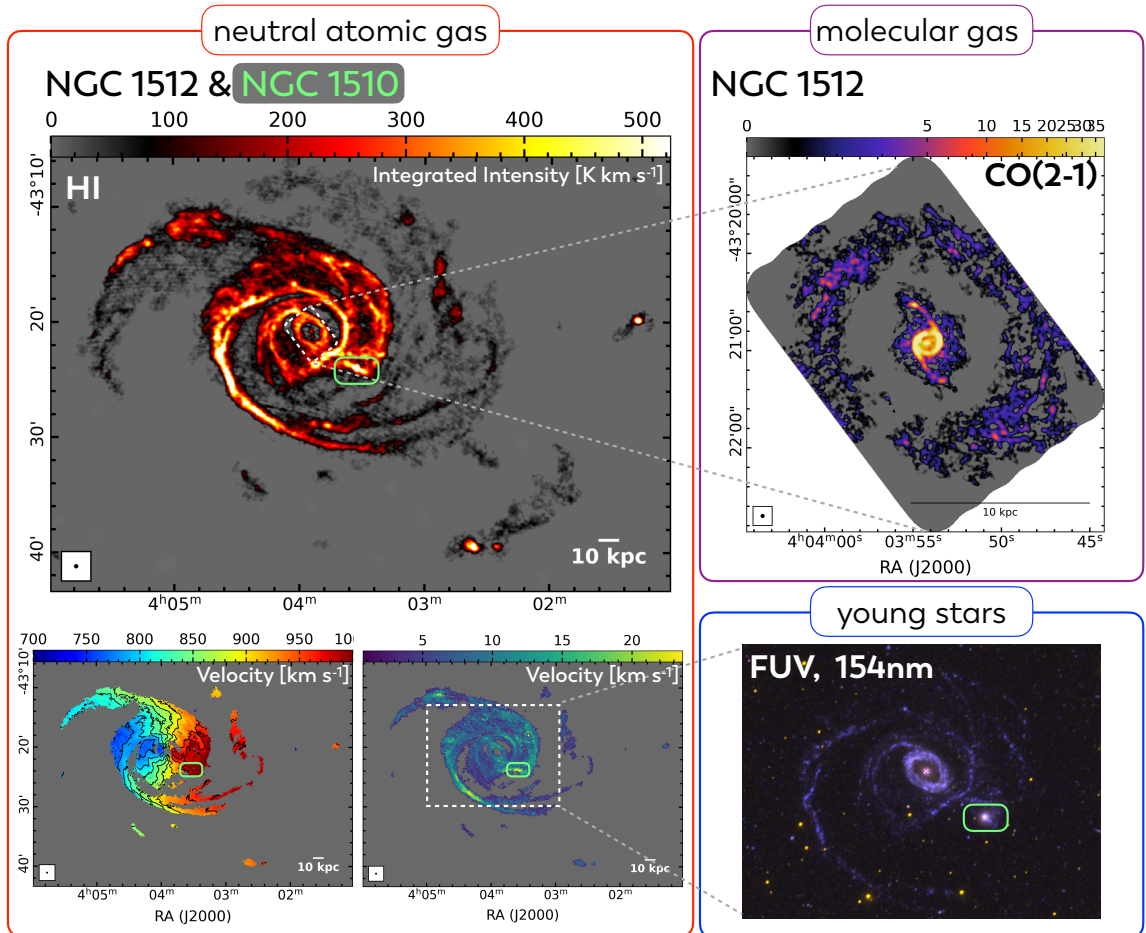 neutral atomic gas
NGC 1512 & NGC 1510
0 100 200 300 400 500
HI
Integrated Intensity [K km s⁻¹]
-43°10'
20'
30'
40'
10 kpc
4ʰ05ᵐ 04ᵐ 03ᵐ 02ᵐ
700 750 800 850 900 950 10
Velocity [km s⁻¹]
-43°10'
20'
30'
40'
10 kpc
4ʰ05ᵐ 04ᵐ 03ᵐ 02ᵐ
RA (J2000)
5 10 15 20
Velocity [km s⁻¹]
10 kpc
4ʰ05ᵐ 04ᵐ 03ᵐ 02ᵐ
RA (J2000)
molecular gas
NGC 1512
0 5 10 15 20 25 30 35
CO(2-1)
-43°20'00"
21'00"
22'00"
10 kpc
4ʰ04ᵐ00ˢ 03ᵐ55ˢ 50ˢ 45ˢ
RA (J2000)
young stars
FUV, 154nm